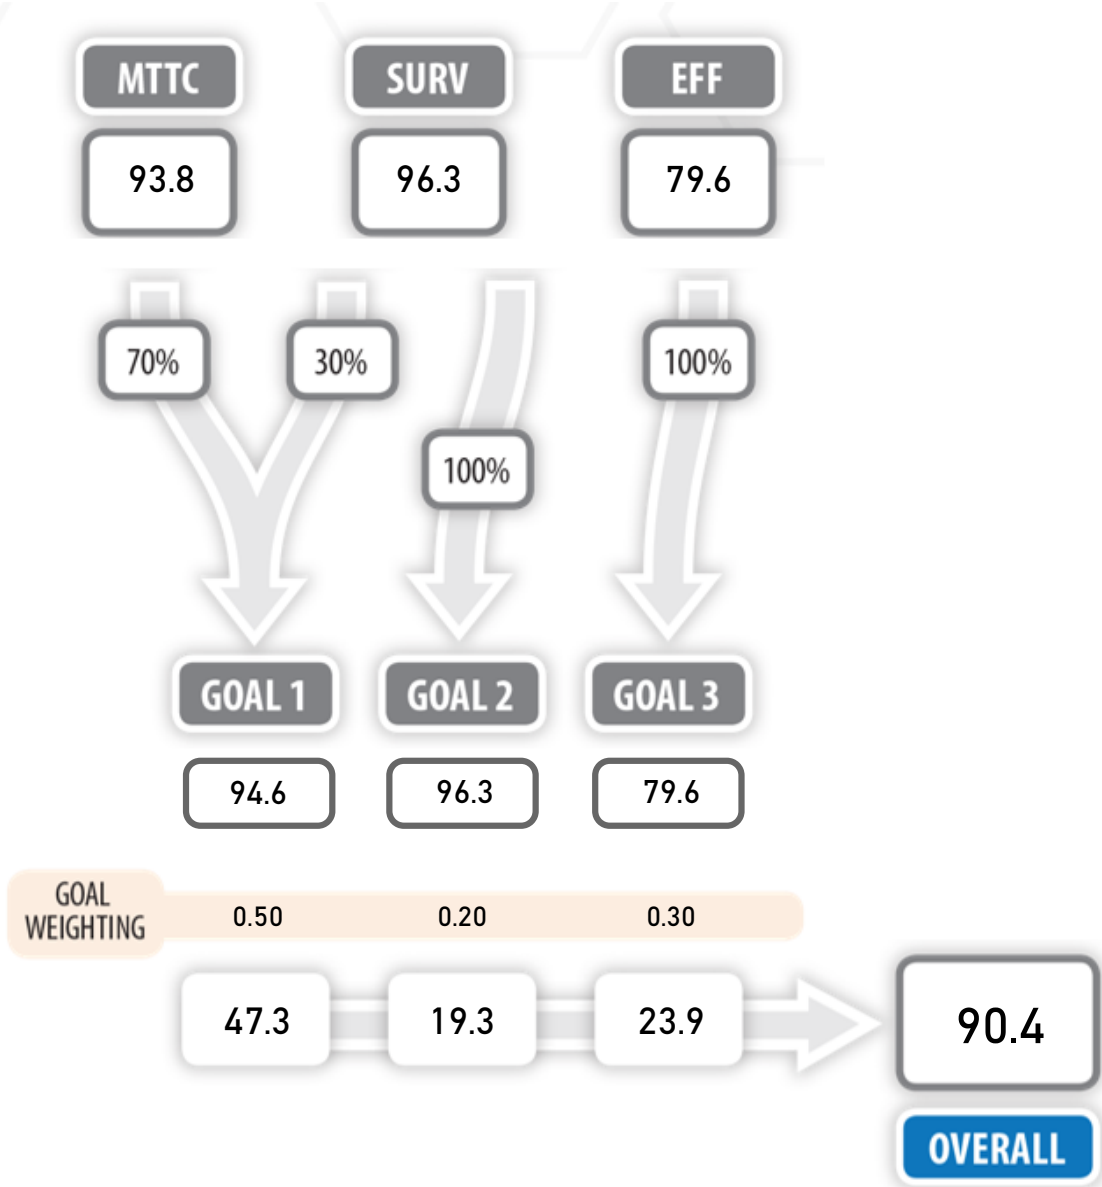 MTTC SURV EFF
93.8 96.3 79.6
70% 30% 100%
100%
GOAL 1 GOAL 2 GOAL 3
94.6 96.3 79.6
GOAL
WEIGHTING
0.50 0.20 0.30
47.3 19.3 23.9
90.4
OVERALL